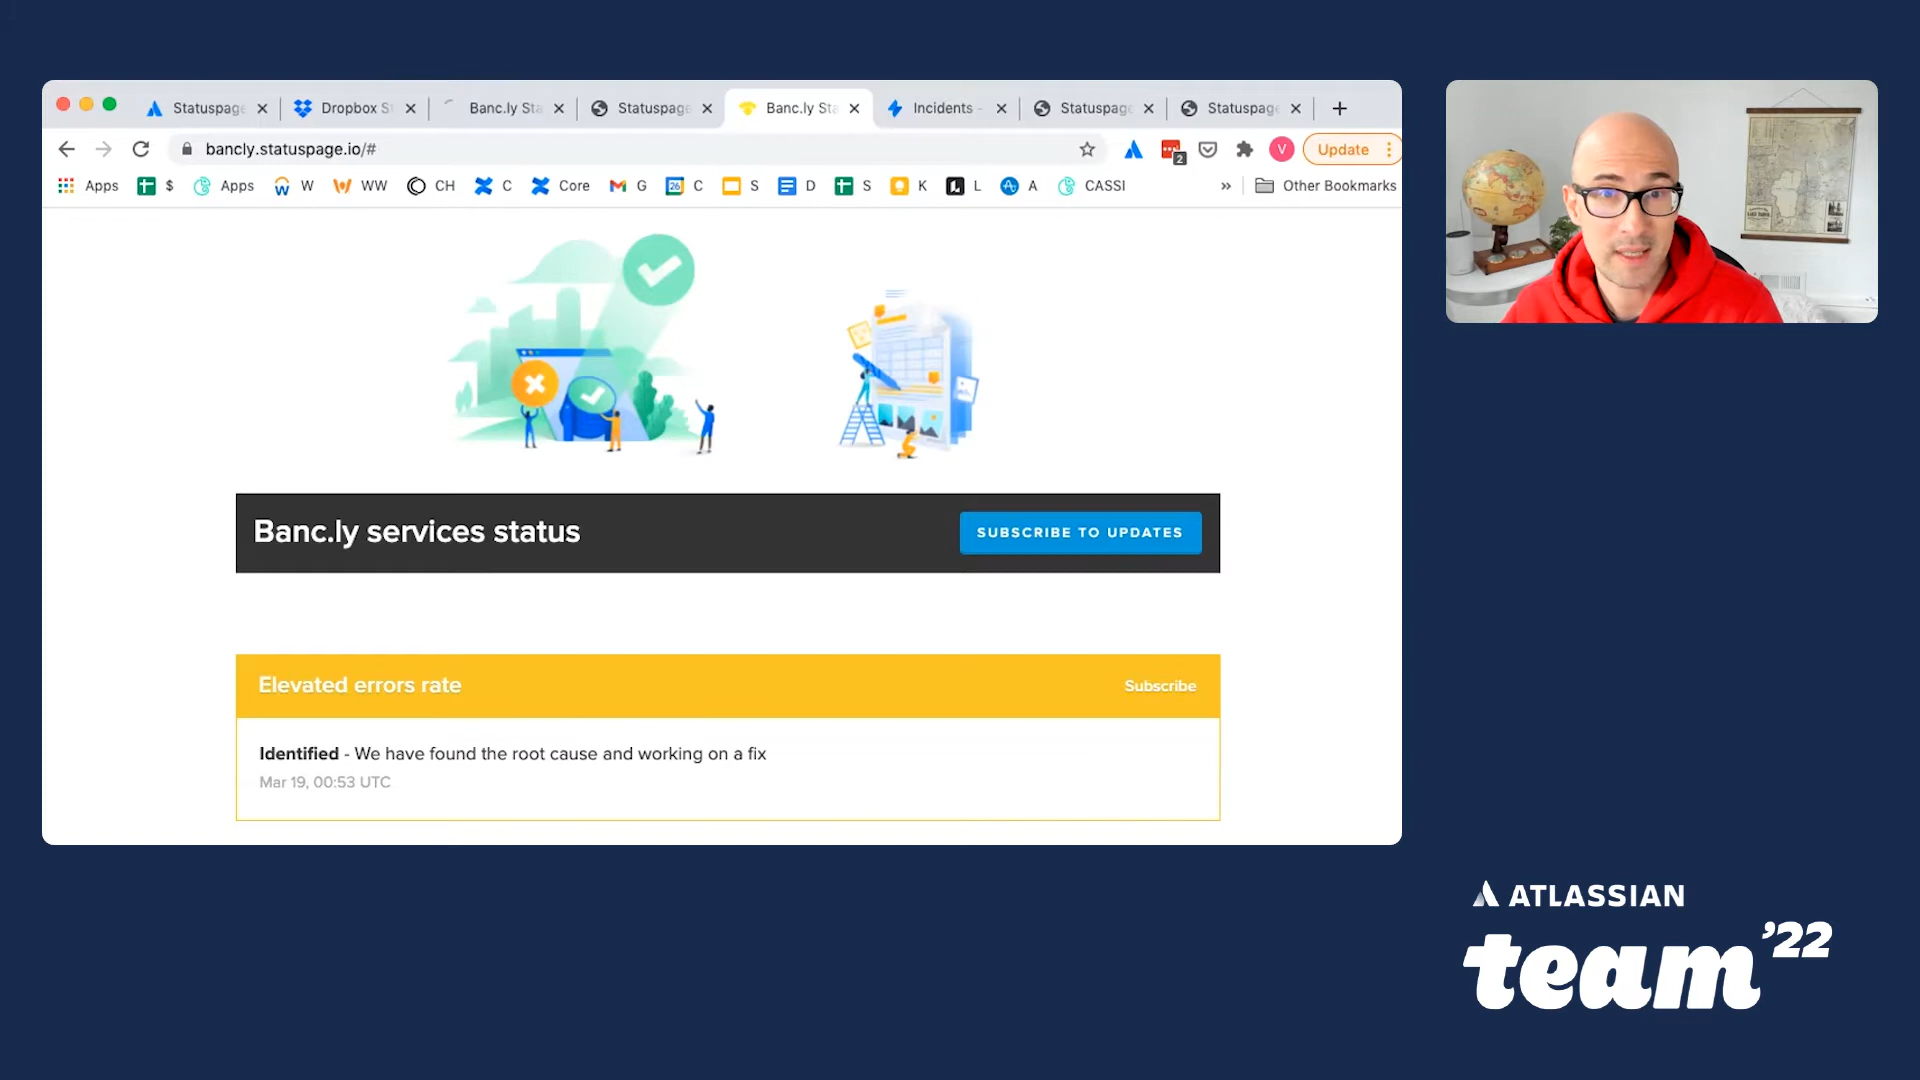 Statuspage
Dropbox S
Banc.ly Sta
Statuspage
Banc.ly Sta
Incidents -
Statuspage
Statuspage
bancly.statuspage.io/#
2
V
Update
Apps
$
Apps
W
WW
CH
C
Core
G
26
C
S
D
S
K
L
A
CASSI
»
Other Bookmarks
Banc.ly services status
SUBSCRIBE TO UPDATES
Elevated errors rate
Subscribe
Identified - We have found the root cause and working on a fix
Mar 19, 00:53 UTC
ATLASSIAN
team '22